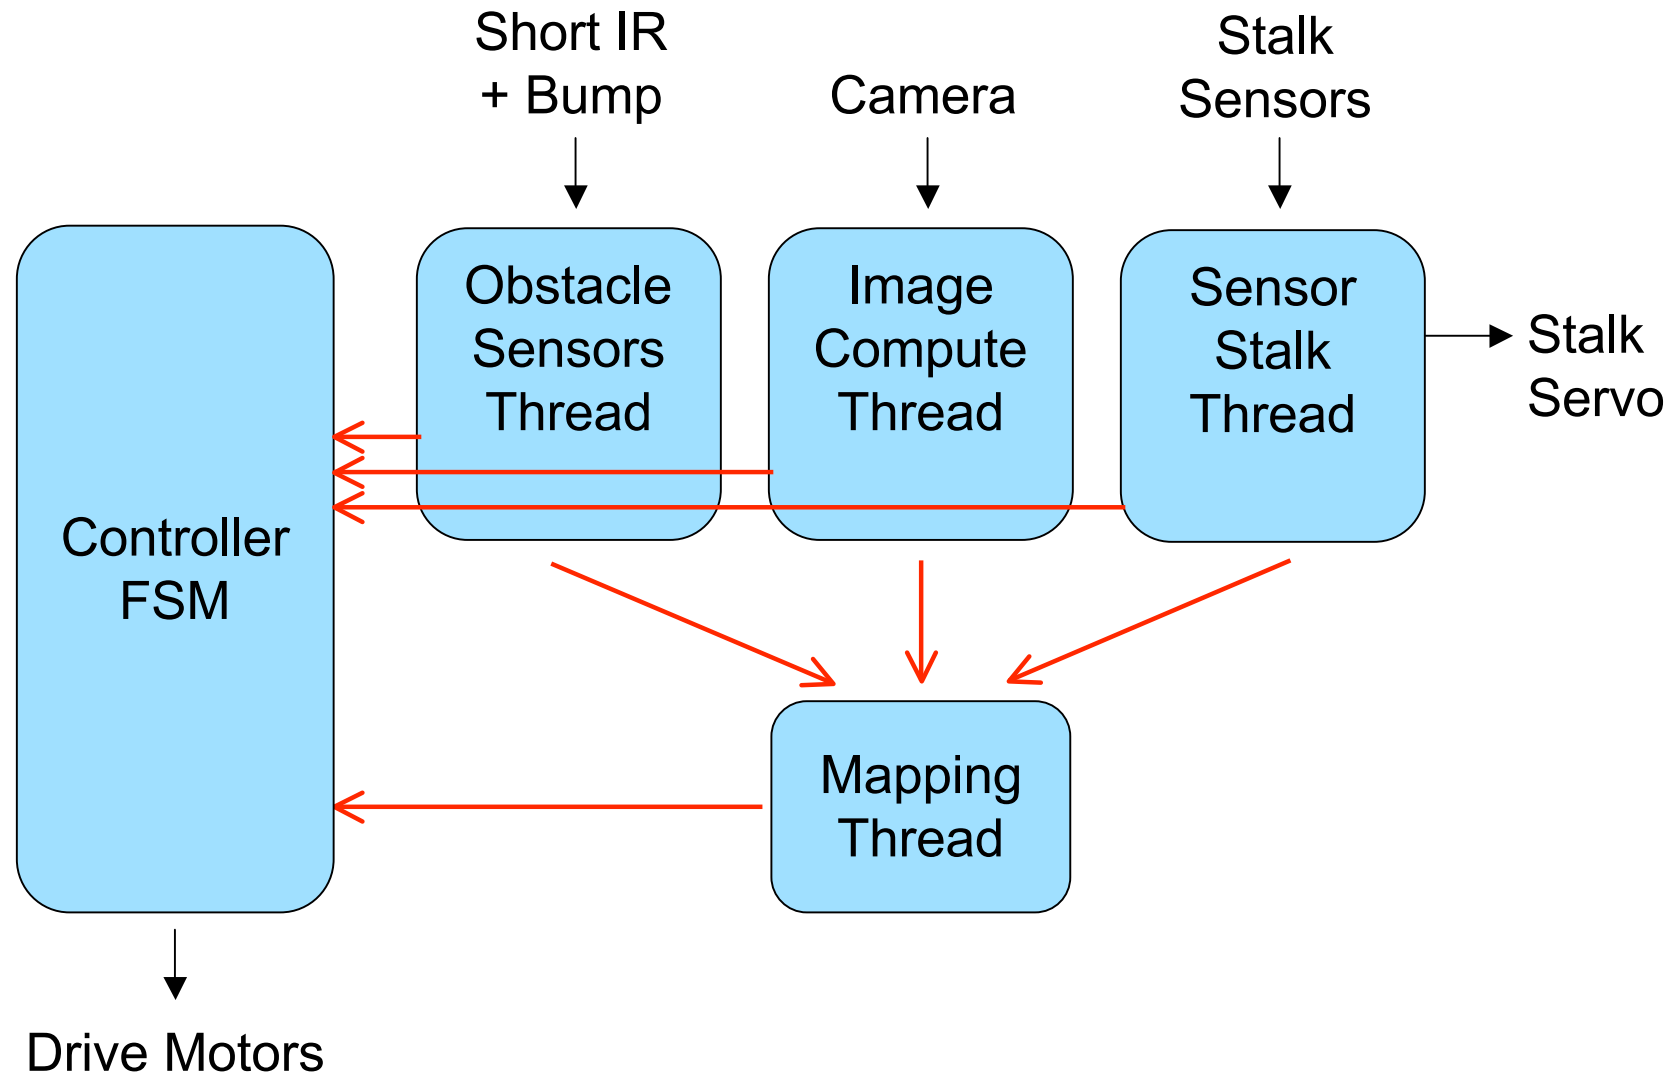 Short IR
+ Bump
Camera
Stalk
Sensors
Obstacle
Sensors
Thread
Image
Compute
Thread
Sensor
Stalk
Thread
Stalk
Servo
Controller
FSM
Mapping
Thread
Drive Motors